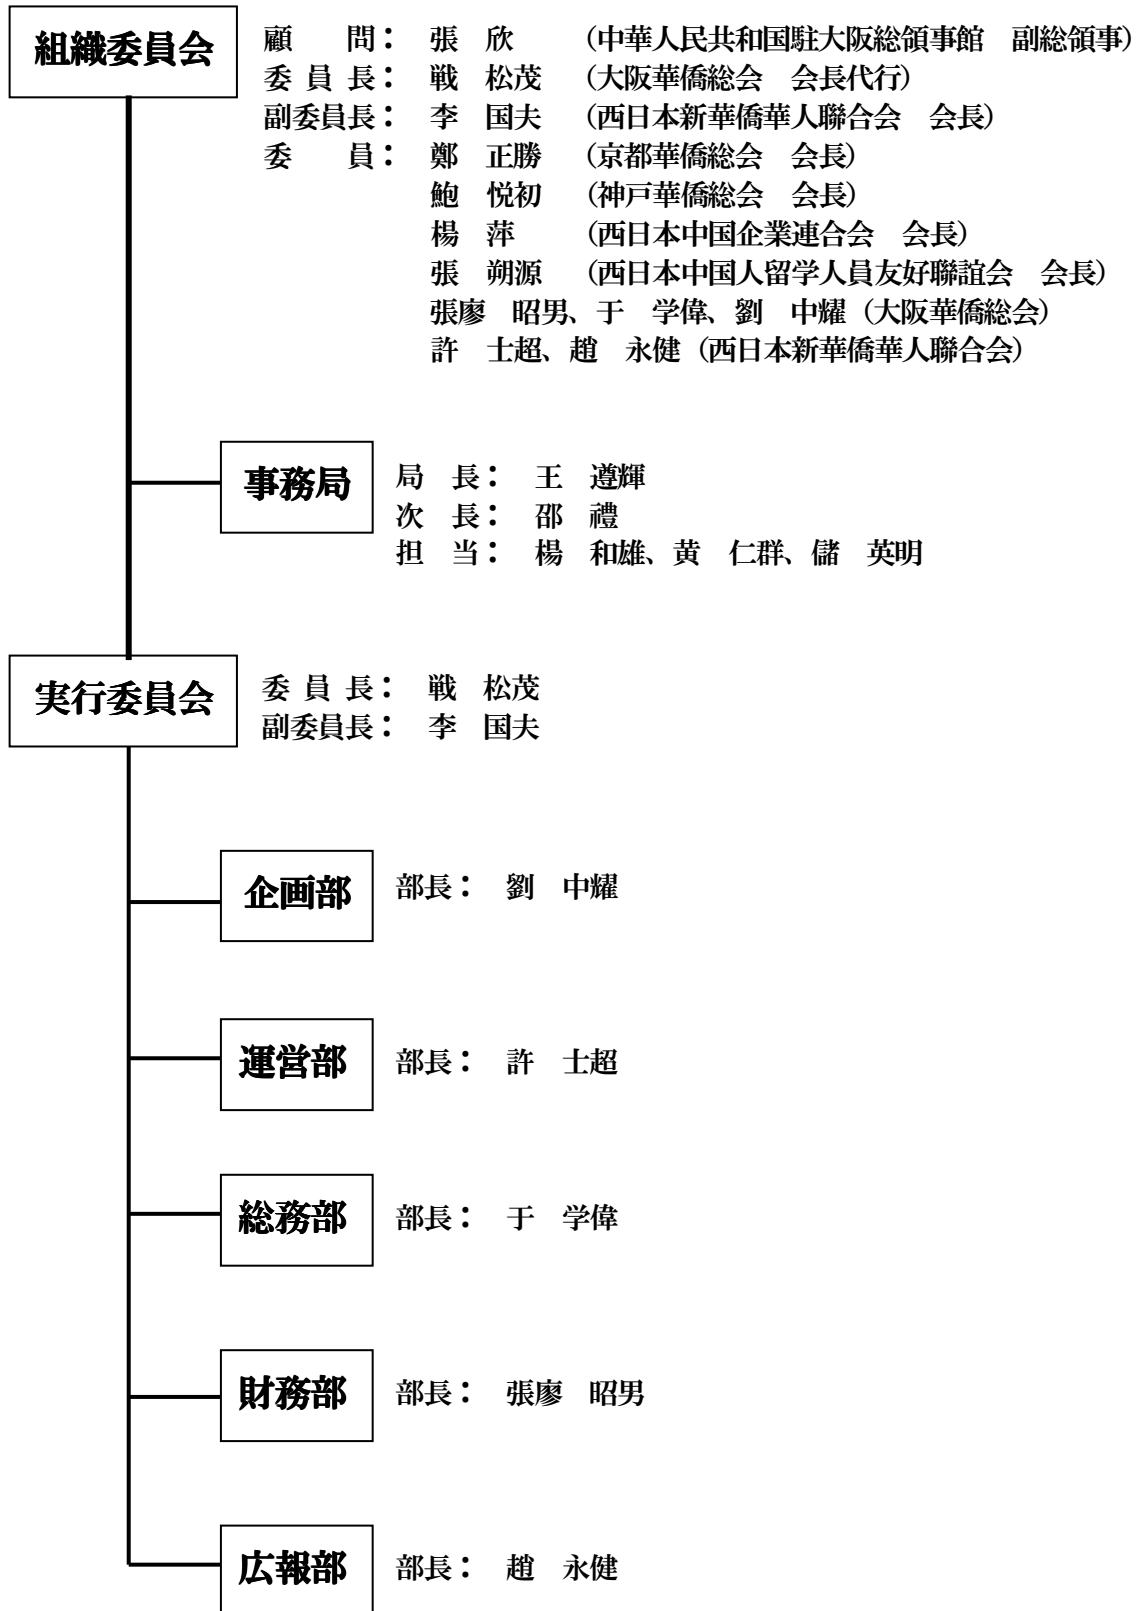 組織委員会
顧　　問：　張　欣　　（中華人民共和国駐大阪総領事館　副総領事）
委 員 長：　戦　松茂　（大阪華僑総会　会長代行）
副委員長：　李　国夫　（西日本新華僑華人聯合会　会長）
委　　員：　鄭　正勝　（京都華僑総会　会長）
鮑　悦初　（神戸華僑総会　会長）
楊　萍　　（西日本中国企業連合会　会長）
張　朔源　（西日本中国人留学人員友好聯誼会　会長）
張廖　昭男、于　学偉、劉　中耀（大阪華僑総会）
許　士超、趙　永健（西日本新華僑華人聯合会）
事務局
局　長：　王　遵輝
次　長：　邵　禮
担　当：　楊　和雄、黄　仁群、儲　英明
実行委員会
委 員 長：　戦　松茂
副委員長：　李　国夫
企画部
部長：　劉　中耀
運営部
部長：　許　士超
総務部
部長：　于　学偉
財務部
部長：　張廖　昭男
広報部
部長：　趙　永健